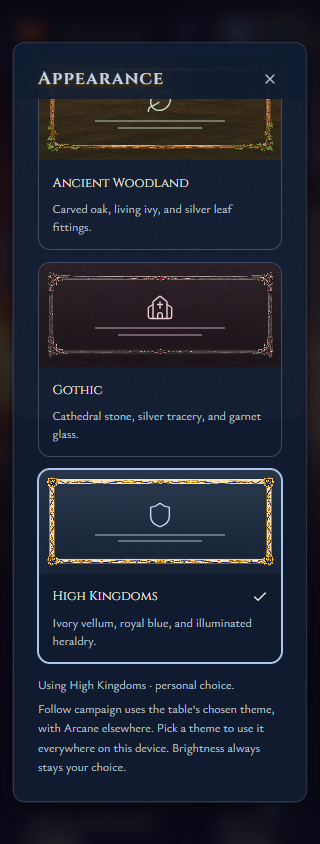 Appearance
Ancient Woodland
Carved oak, living ivy, and silver leaf
fittings.
Gothic
Cathedral stone, silver tracery, and garnet
glass.
High Kingdoms
Ivory vellum, royal blue, and illuminated
heraldry.
Using High Kingdoms · personal choice.
Follow campaign uses the table's chosen theme,
with Arcane elsewhere. Pick a theme to use it
everywhere on this device. Brightness always
stays your choice.